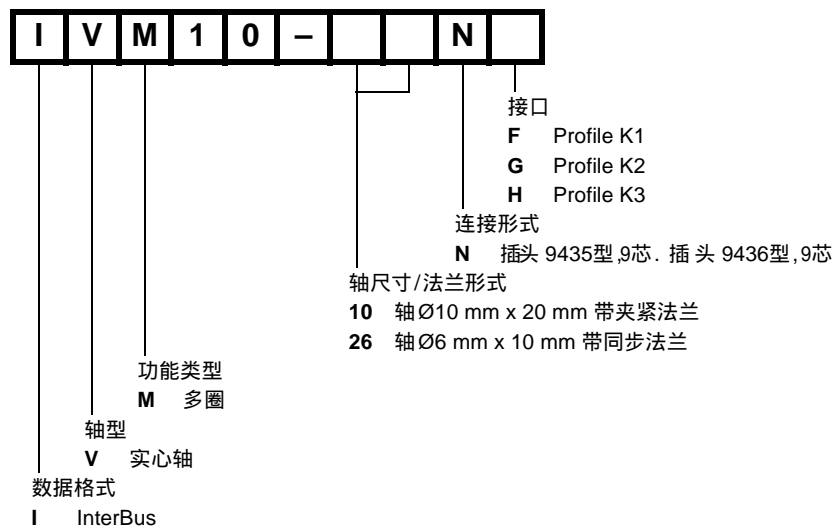 I V M 1 0 – N
接口
F Profile K1
G Profile K2
H Profile K3
连接形式
N 插头 9435型,9芯. 插 头 9436型,9芯
轴尺寸/法兰形式
10 轴Ø10 mm x 20 mm 带夹紧法兰
26 轴Ø6 mm x 10 mm 带同步法兰
功能类型
M 多圈
轴型
V 实心轴
数据格式
I InterBus